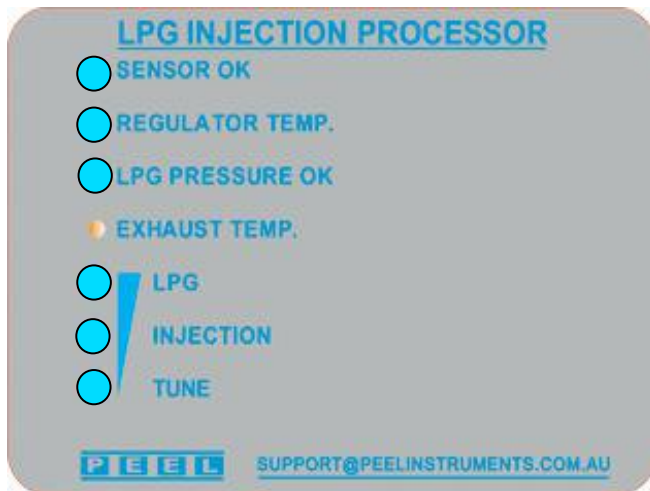 LPG INJECTION PROCESSOR
SENSOR OK
REGULATOR TEMP.
LPG PRESSURE OK
EXHAUST TEMP.
LPG
INJECTION
TUNE
PEEL SUPPORT@PEELINSTRUMENTS.COM.AU